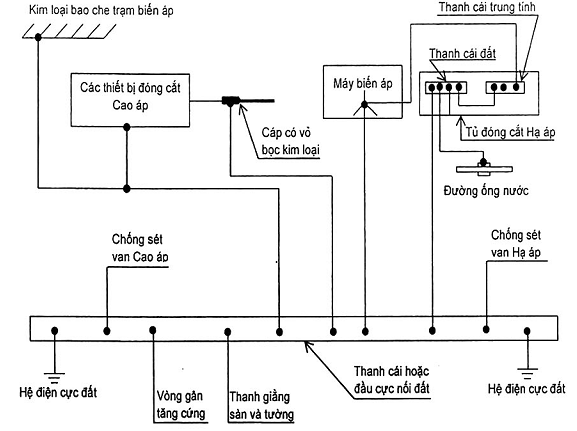 Kim loại bao che trạm biến áp
Thanh cái trung tính
Thanh cái đất
Các thiết bị đóng cắt
Cao áp
Máy biến áp
Cáp có vỏ
bọc kim loại
Tủ đóng cắt Hạ áp
Đường ống nước
Chống sét
van Cao áp
Chống sét
van Hạ áp
Hệ điện cực đất
Vòng gân
tăng cứng
Thanh giằng
sàn và tường
Thanh cái hoặc
đầu cực nối đất
Hệ điện cực đất